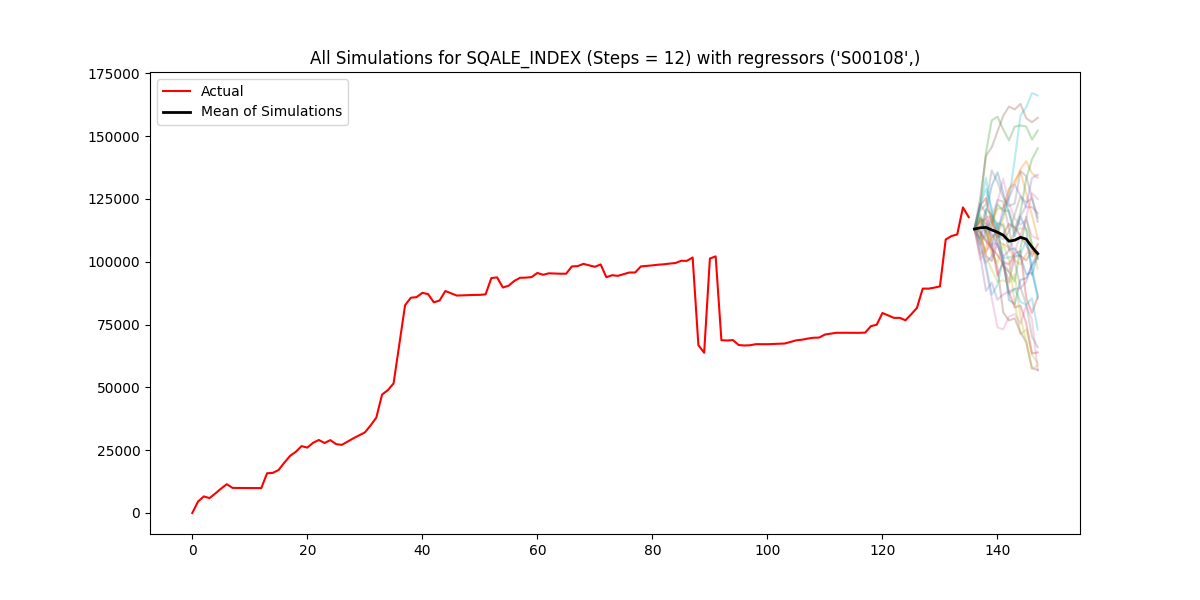 All Simulations for SQALE_INDEX (Steps = 12) with regressors ('S00108',)
Actual
Mean of Simulations
175000
150000
125000
100000
75000
50000
25000
0
0 20 40 60 80 100 120 140